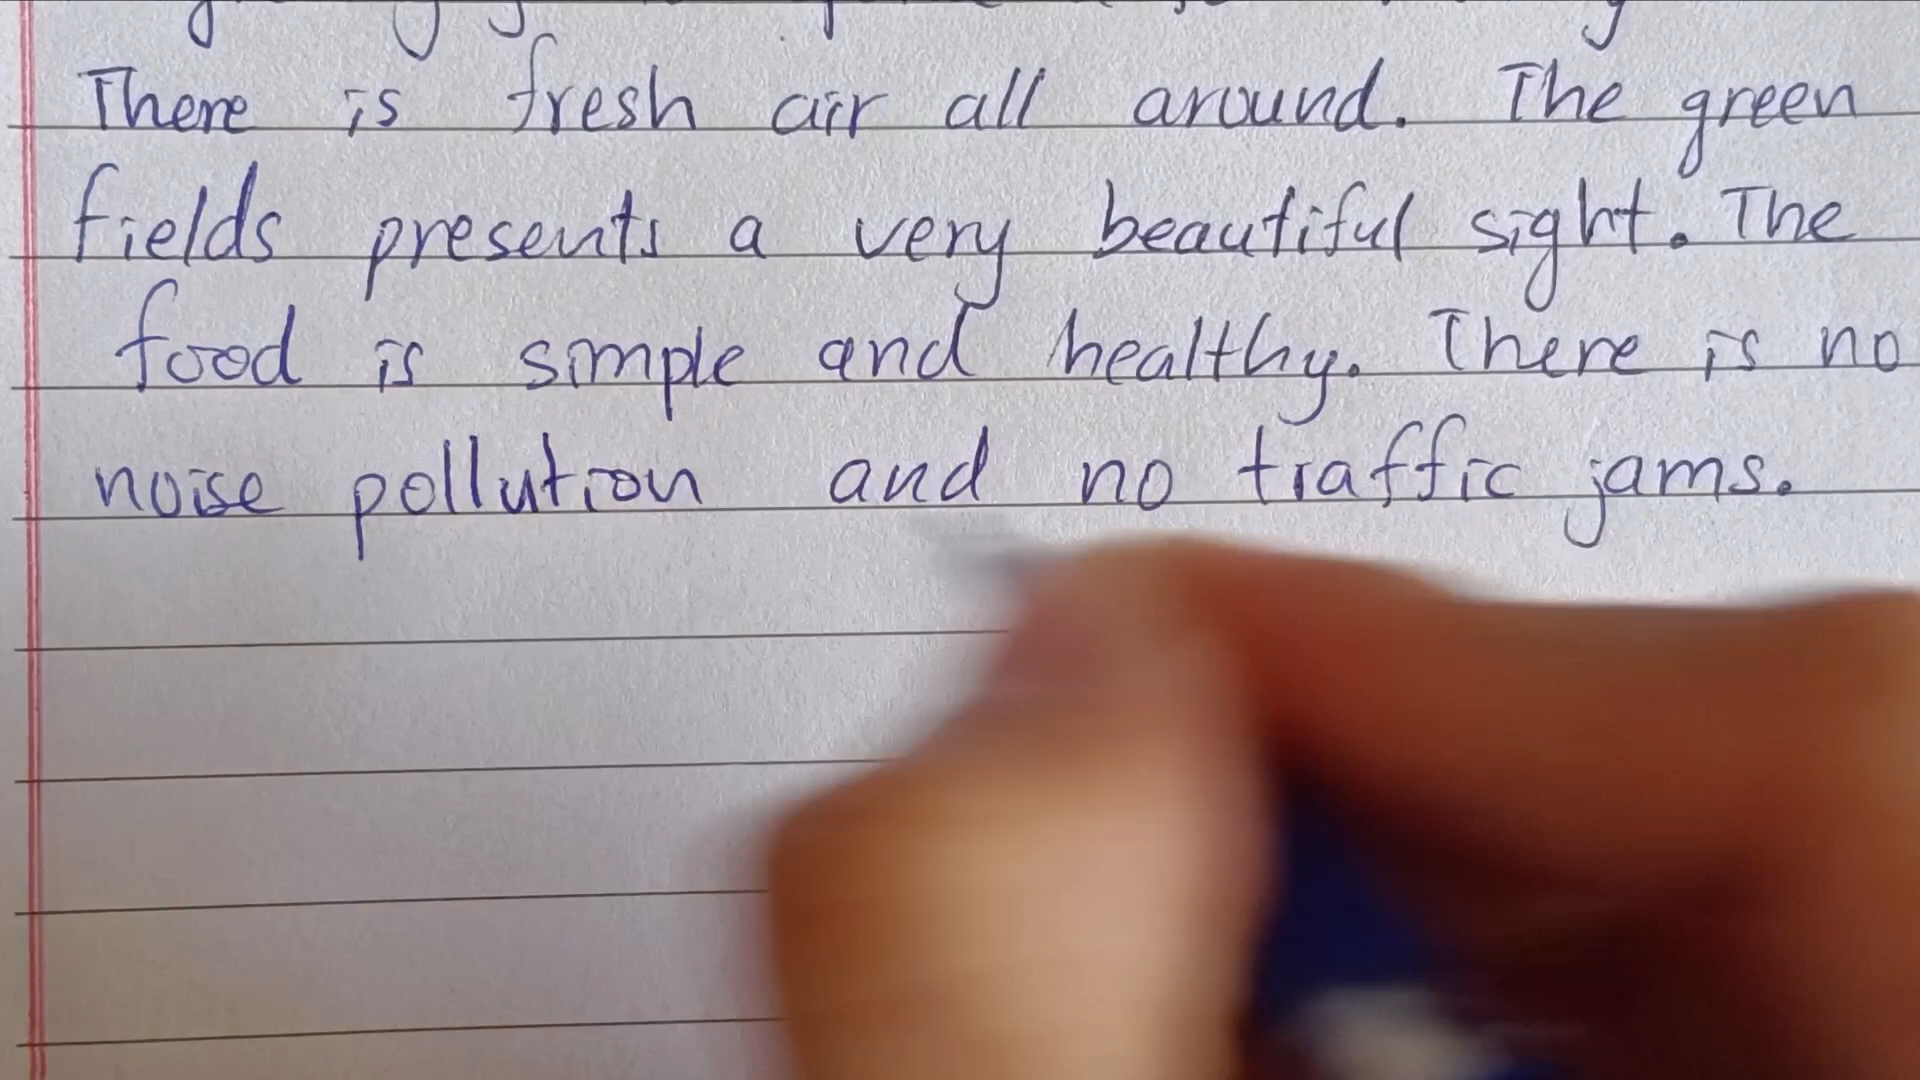 There is fresh air all around. The green
fields presents a very beautiful sight. The
food is simple and healthy. There is no
noise pollution and no traffic jams.